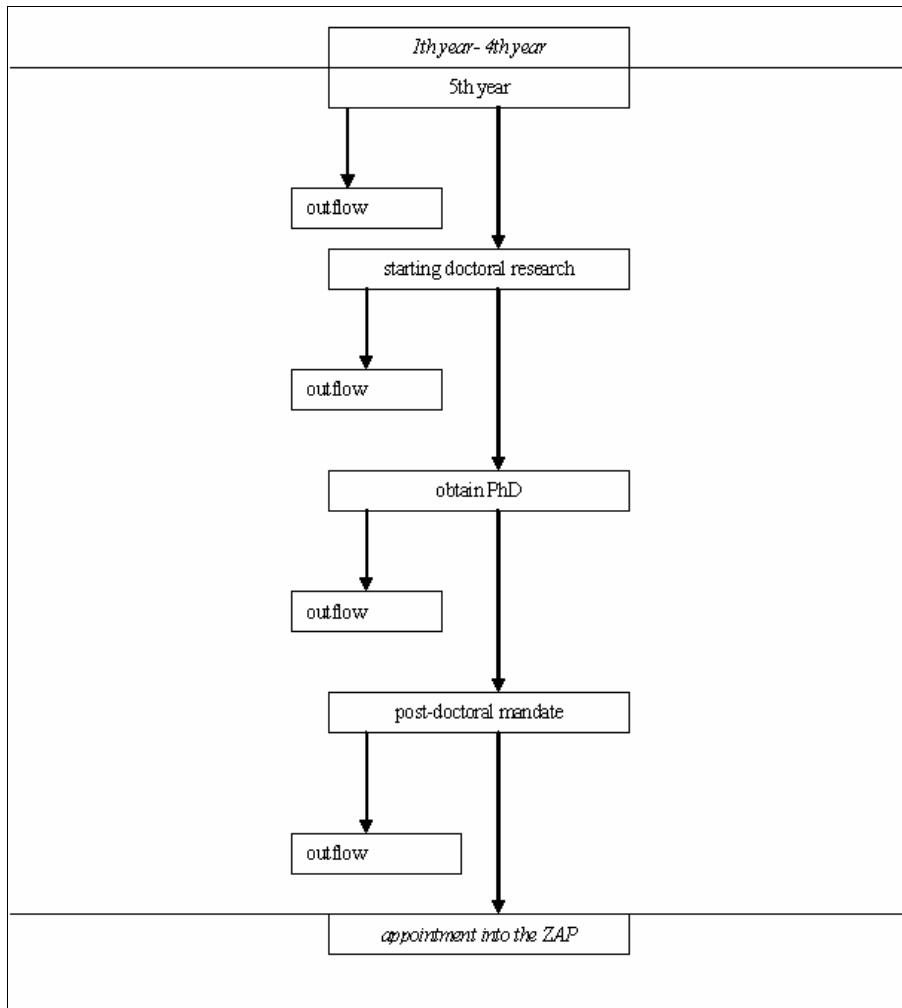 1th year- 4th year
5th year
outflow
starting doctoral research
outflow
obtain PhD
outflow
post-doctoral mandate
outflow
appointment into the ZAP